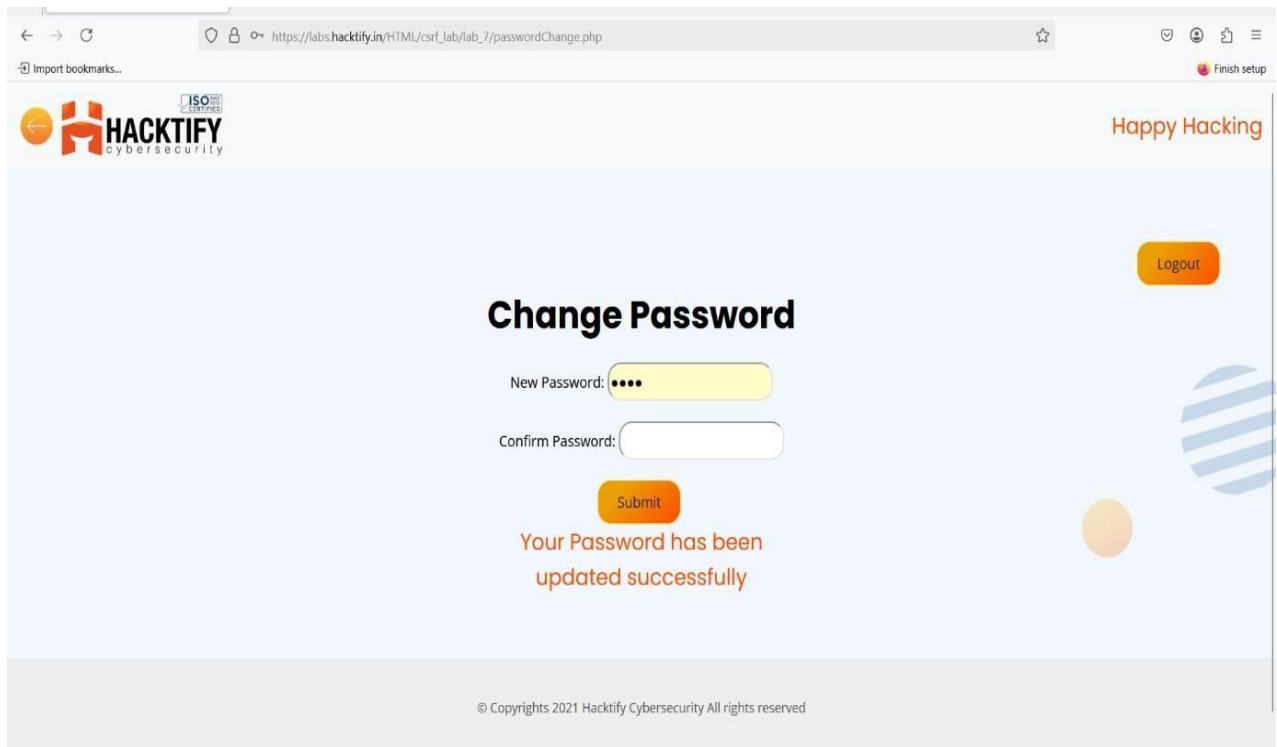 https://labs.hacktify.in/HTML/csrf_lab/lab_7/passwordChange.php
Import bookmarks...
Finish setup
ISO
CERTIFIED
HACKTIFY
cybersecurity
Happy Hacking
Logout
Change Password
New Password: ••••
Confirm Password:
Submit
Your Password has been
updated successfully
© Copyrights 2021 Hacktify Cybersecurity All rights reserved